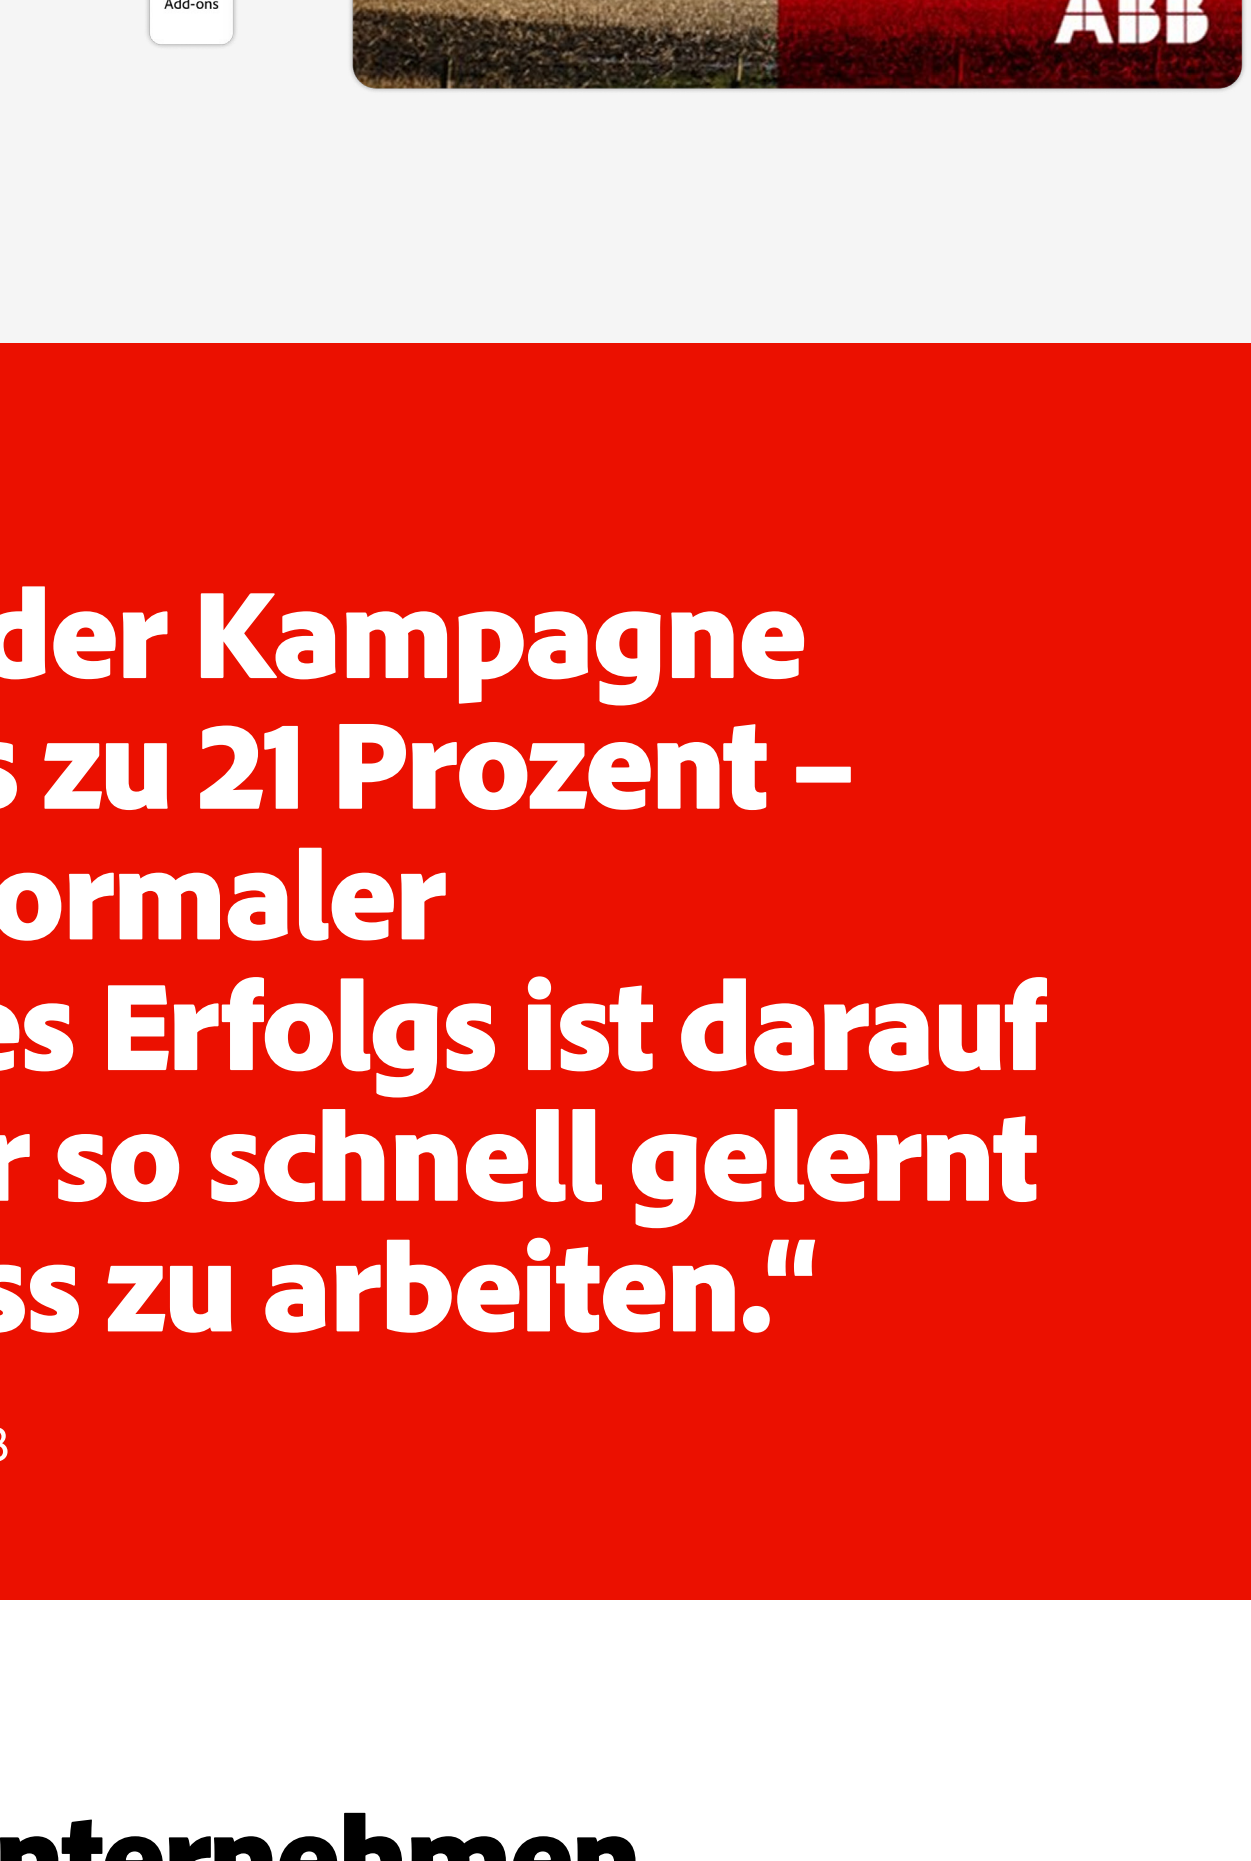 Add-ons
ABB
der Kampagne
s zu 21 Prozent –
ormaler
es Erfolgs ist darauf
r so schnell gelernt
ss zu arbeiten.“
nternehmen